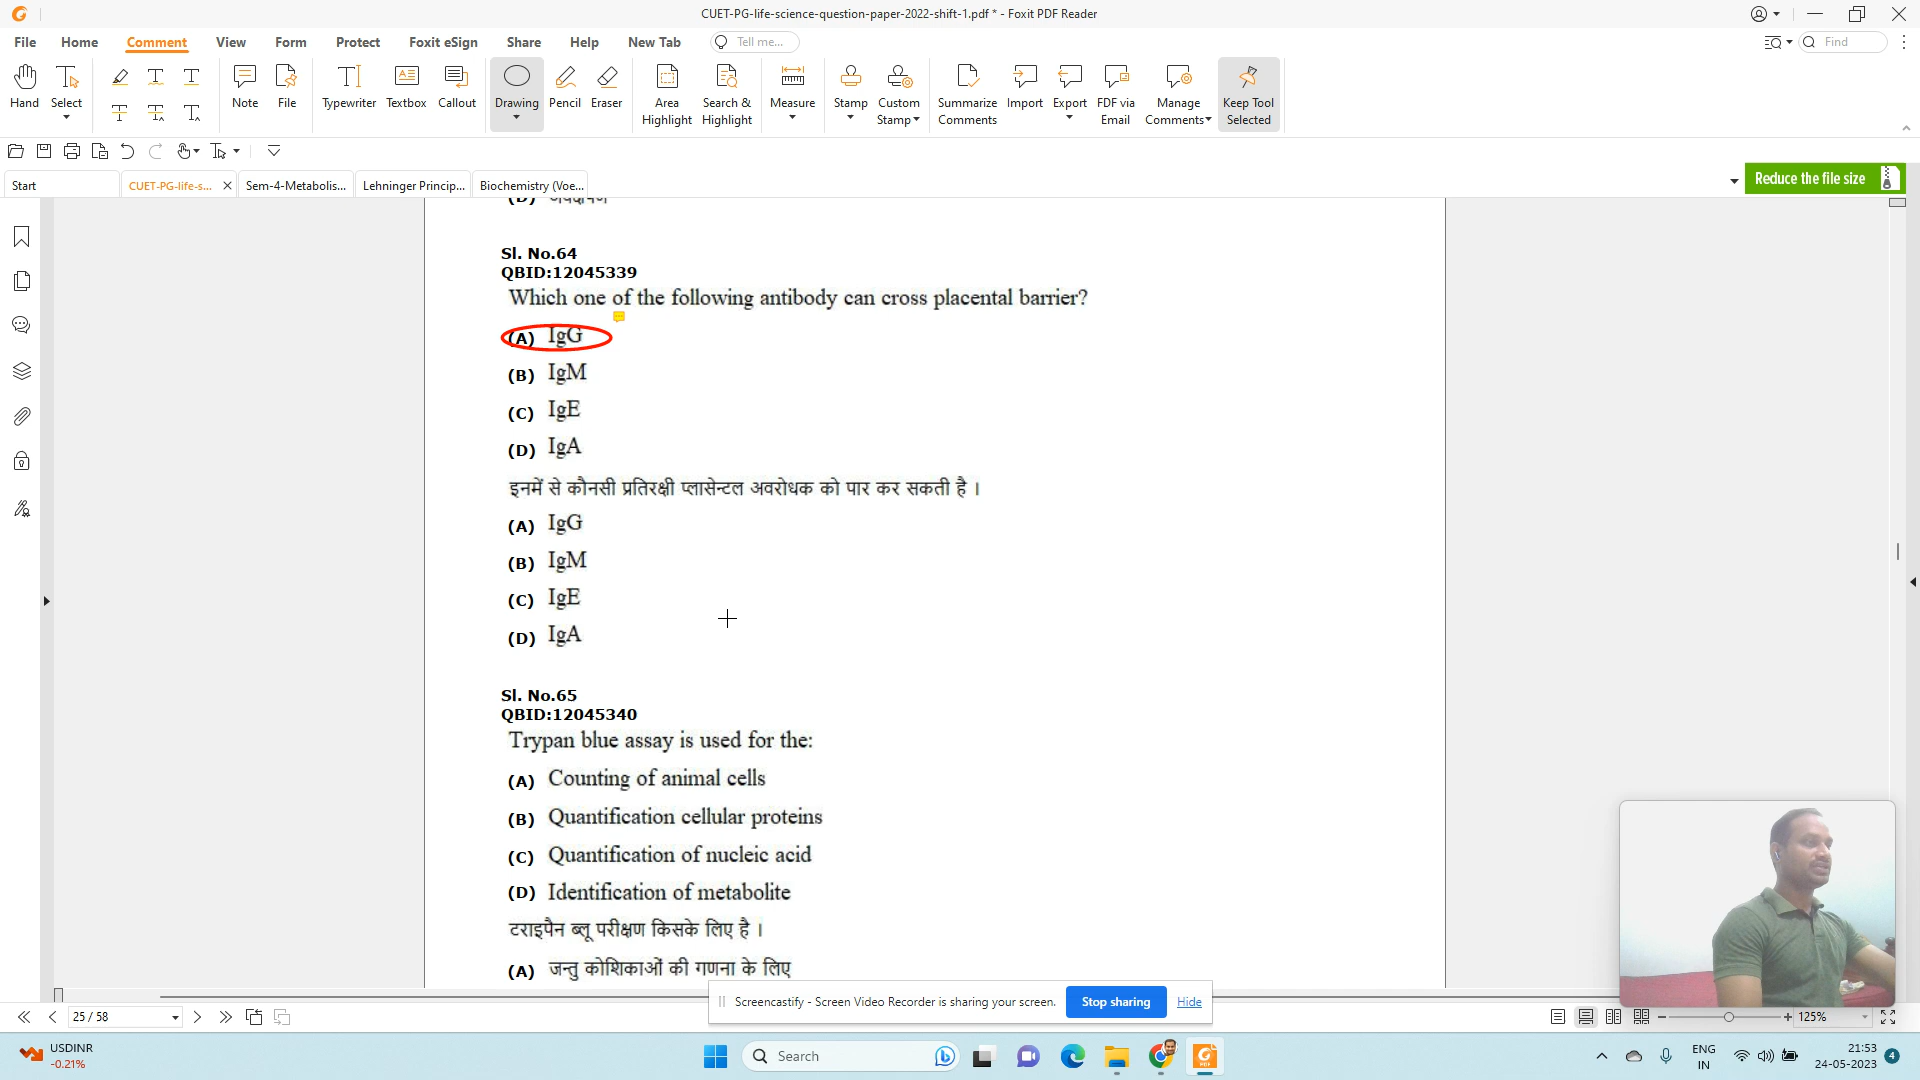 CUET-PG-life-science-question-paper-2022-shift-1.pdf * - Foxit PDF Reader
File Home Comment View Form Protect Foxit eSign Share Help New Tab Tell me... Find
Hand Select Note File Typewriter Textbox Callout Drawing Pencil Eraser Area Highlight Search & Highlight Measure Stamp Custom Stamp Summarize Comments Import Export FDF via Email Manage Comments Keep Tool Selected
Start CUET-PG-life-s... Sem-4-Metabolis... Lehninger Princip... Biochemistry (Voe... Reduce the file size
Sl. No.64
QBID:12045339
Which one of the following antibody can cross placental barrier?
(A) IgG
(B) IgM
(C) IgE
(D) IgA
इनमें से कौनसी प्रतिरक्षी प्लासेन्टल अवरोधक को पार कर सकती है ।
(A) IgG
(B) IgM
(C) IgE
(D) IgA
Sl. No.65
QBID:12045340
Trypan blue assay is used for the:
(A) Counting of animal cells
(B) Quantification cellular proteins
(C) Quantification of nucleic acid
(D) Identification of metabolite
टराइपैन ब्लू परीक्षण किसके लिए है ।
(A) जन्तु कोशिकाओं की गणना के लिए
Screencastify - Screen Video Recorder is sharing your screen. Stop sharing Hide
25 / 58 125%
USDINR
-0.21%
Search
ENG
IN
21:53
24-05-2023
4